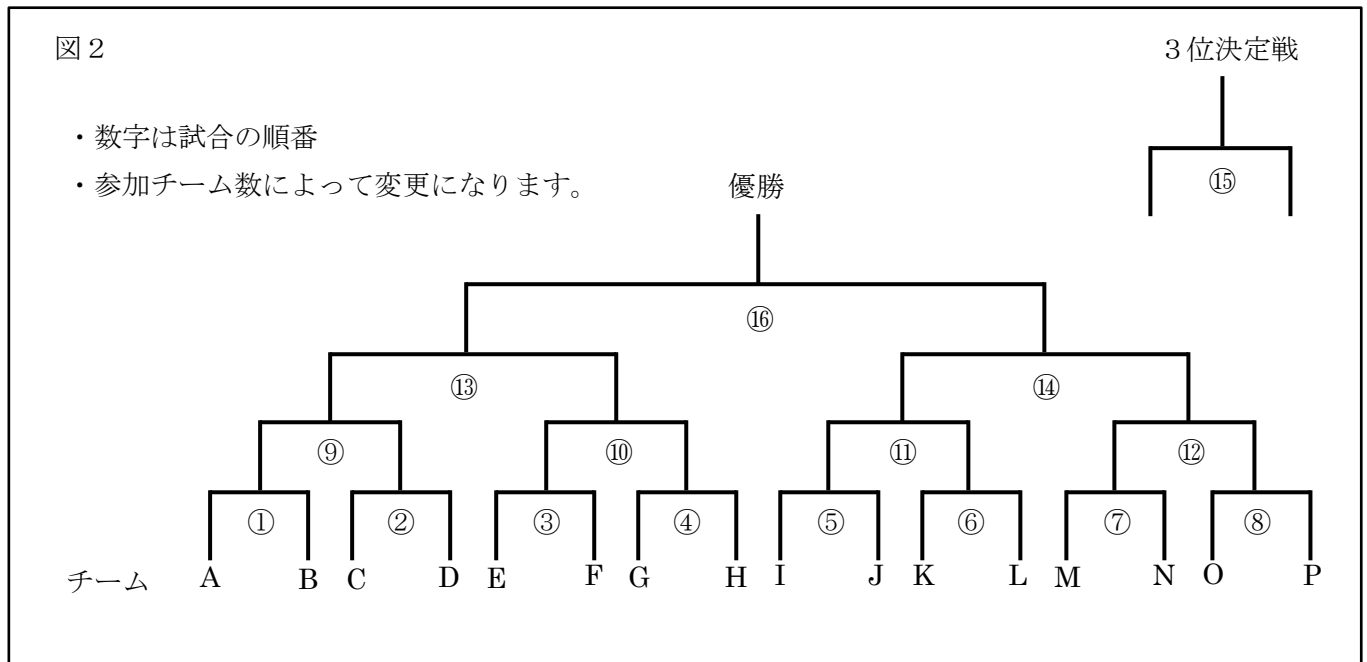 図２
３位決定戦
・数字は試合の順番
・参加チーム数によって変更になります。
優勝
⑮
⑯
⑬ ⑭
⑨ ⑩ ⑪ ⑫
① ② ③ ④ ⑤ ⑥ ⑦ ⑧
チーム A B C D E F G H I J K L M N O P